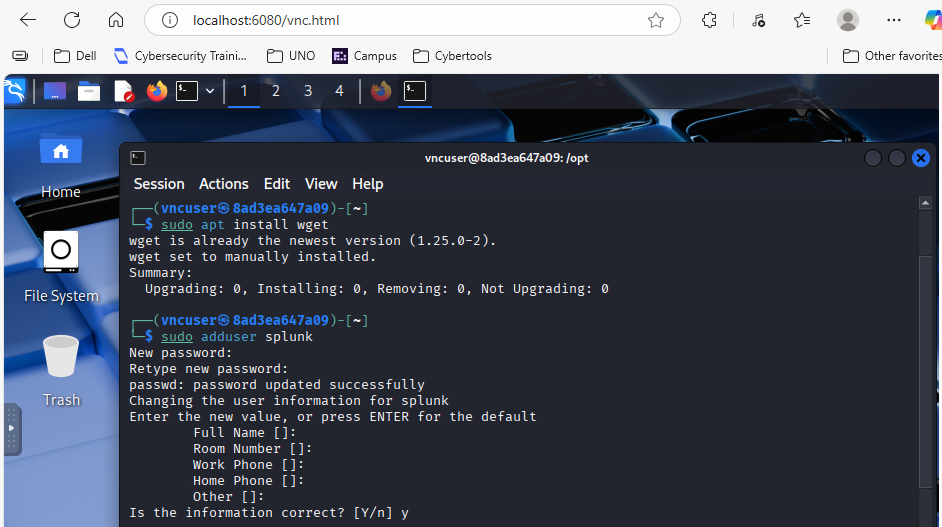 localhost:6080/vnc.html
Dell
Cybersecurity Traini...
UNO
Campus
Cybertools
Other favorites
1 2 3 4
vncuser@8ad3ea647a09: /opt
Session Actions Edit View Help
Home
File System
Trash
┌──(vncuser㉿8ad3ea647a09)-[~]
└─$ sudo apt install wget
wget is already the newest version (1.25.0-2).
wget set to manually installed.
Summary:
  Upgrading: 0, Installing: 0, Removing: 0, Not Upgrading: 0
┌──(vncuser㉿8ad3ea647a09)-[~]
└─$ sudo adduser splunk
New password:
Retype new password:
passwd: password updated successfully
Changing the user information for splunk
Enter the new value, or press ENTER for the default
        Full Name []:
        Room Number []:
        Work Phone []:
        Home Phone []:
        Other []:
Is the information correct? [Y/n] y